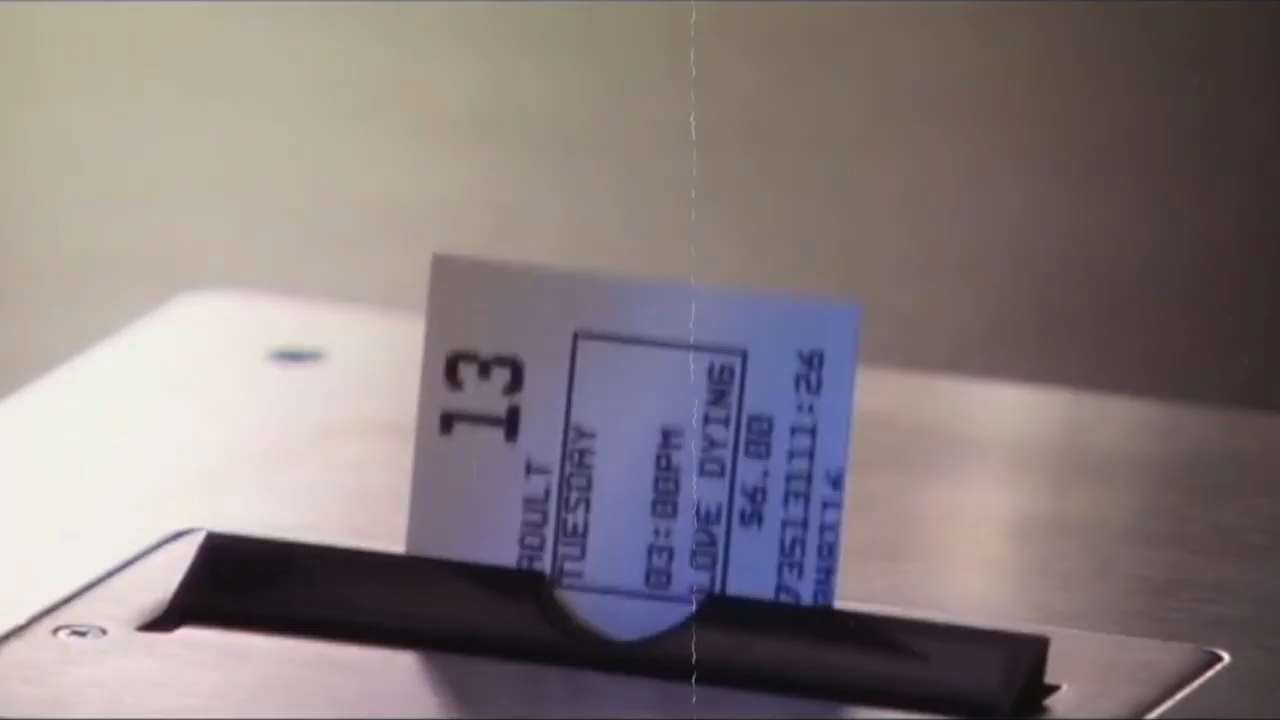 13
ADULT
TUESDAY
03:00PM
LOVE DYING
$6.00
73513111:26